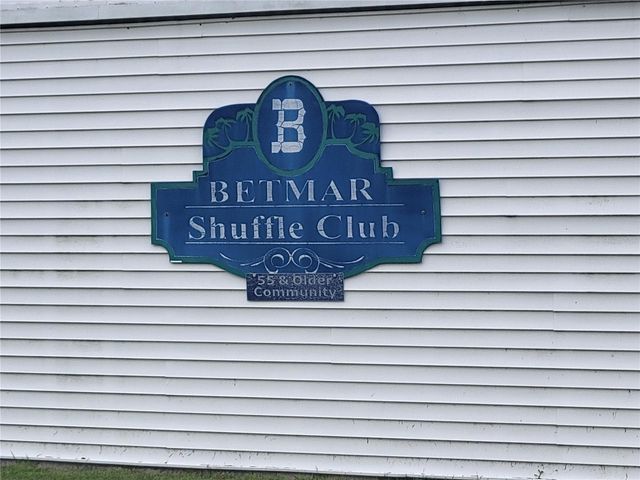 B
BETMAR
Shuffle Club
55 & Older
Community